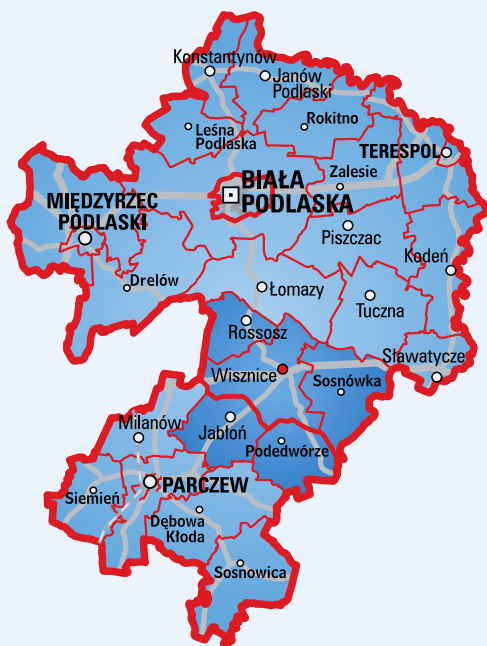 Konstantynów
Janów
Podlaski
Rokitno
Leśna
Podlaska
TERESPOL
BIAŁA
PODLASKA
Zalesie
MIĘDZYRZEC
PODLASKI
Piszczac
Kodeń
Drelów
Łomazy
Tuczna
Rossosz
Sławatycze
Wisznice
Sosnówka
Milanów
Jabłoń
Podedwórze
PARCZEW
Siemień
Dębowa
Kłoda
Sosnowica